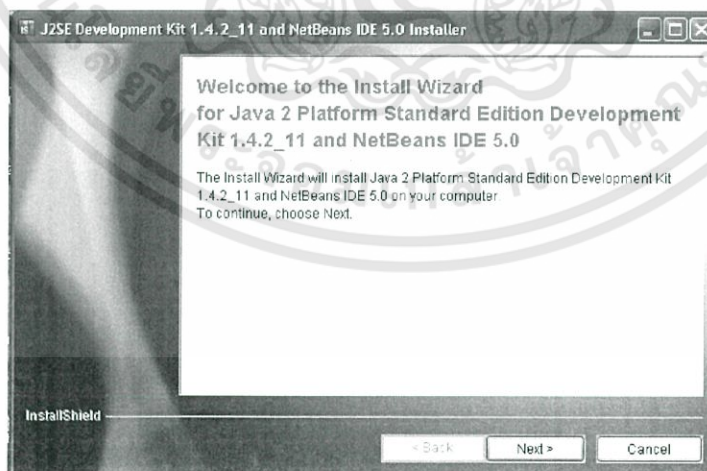 J2SE Development Kit 1.4.2_11 and NetBeans IDE 5.0 Installer
Welcome to the Install Wizard
for Java 2 Platform Standard Edition Development
Kit 1.4.2_11 and NetBeans IDE 5.0
The Install Wizard will install Java 2 Platform Standard Edition Development Kit
1.4.2_11 and NetBeans IDE 5.0 on your computer.
To continue, choose Next.
InstallShield
< Back
Next >
Cancel